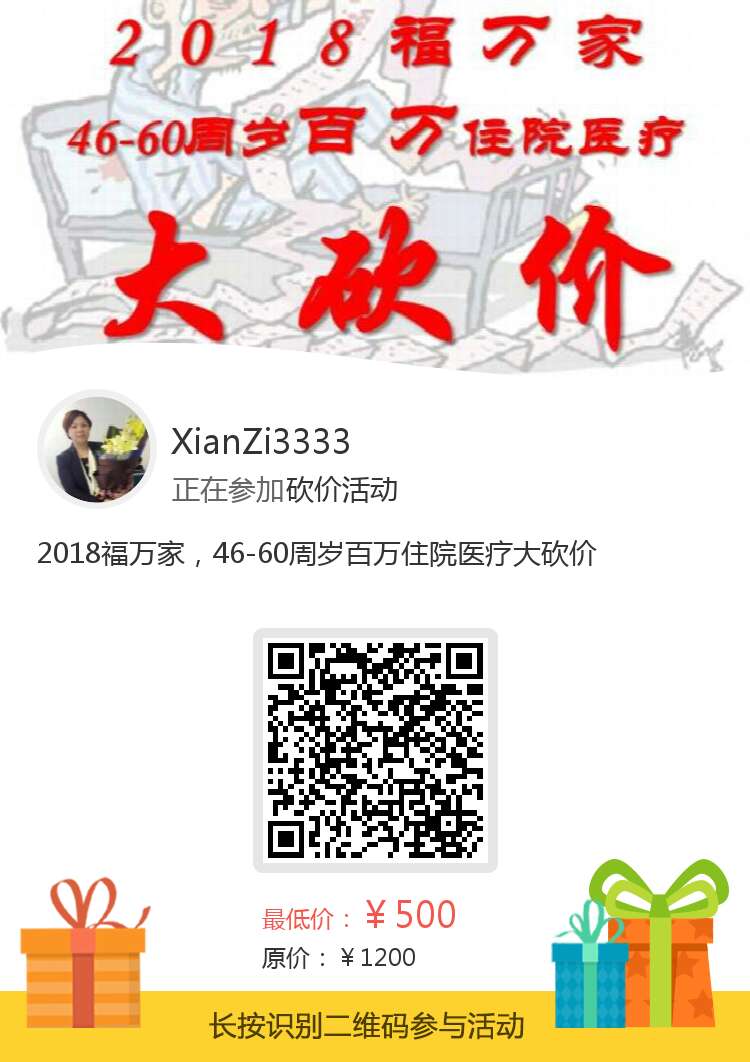 2018福万家
46-60周岁百万住院医疗
大砍价
XianZi3333
正在参加砍价活动
2018福万家，46-60周岁百万住院医疗大砍价
最低价：￥500
原价：￥1200
长按识别二维码参与活动